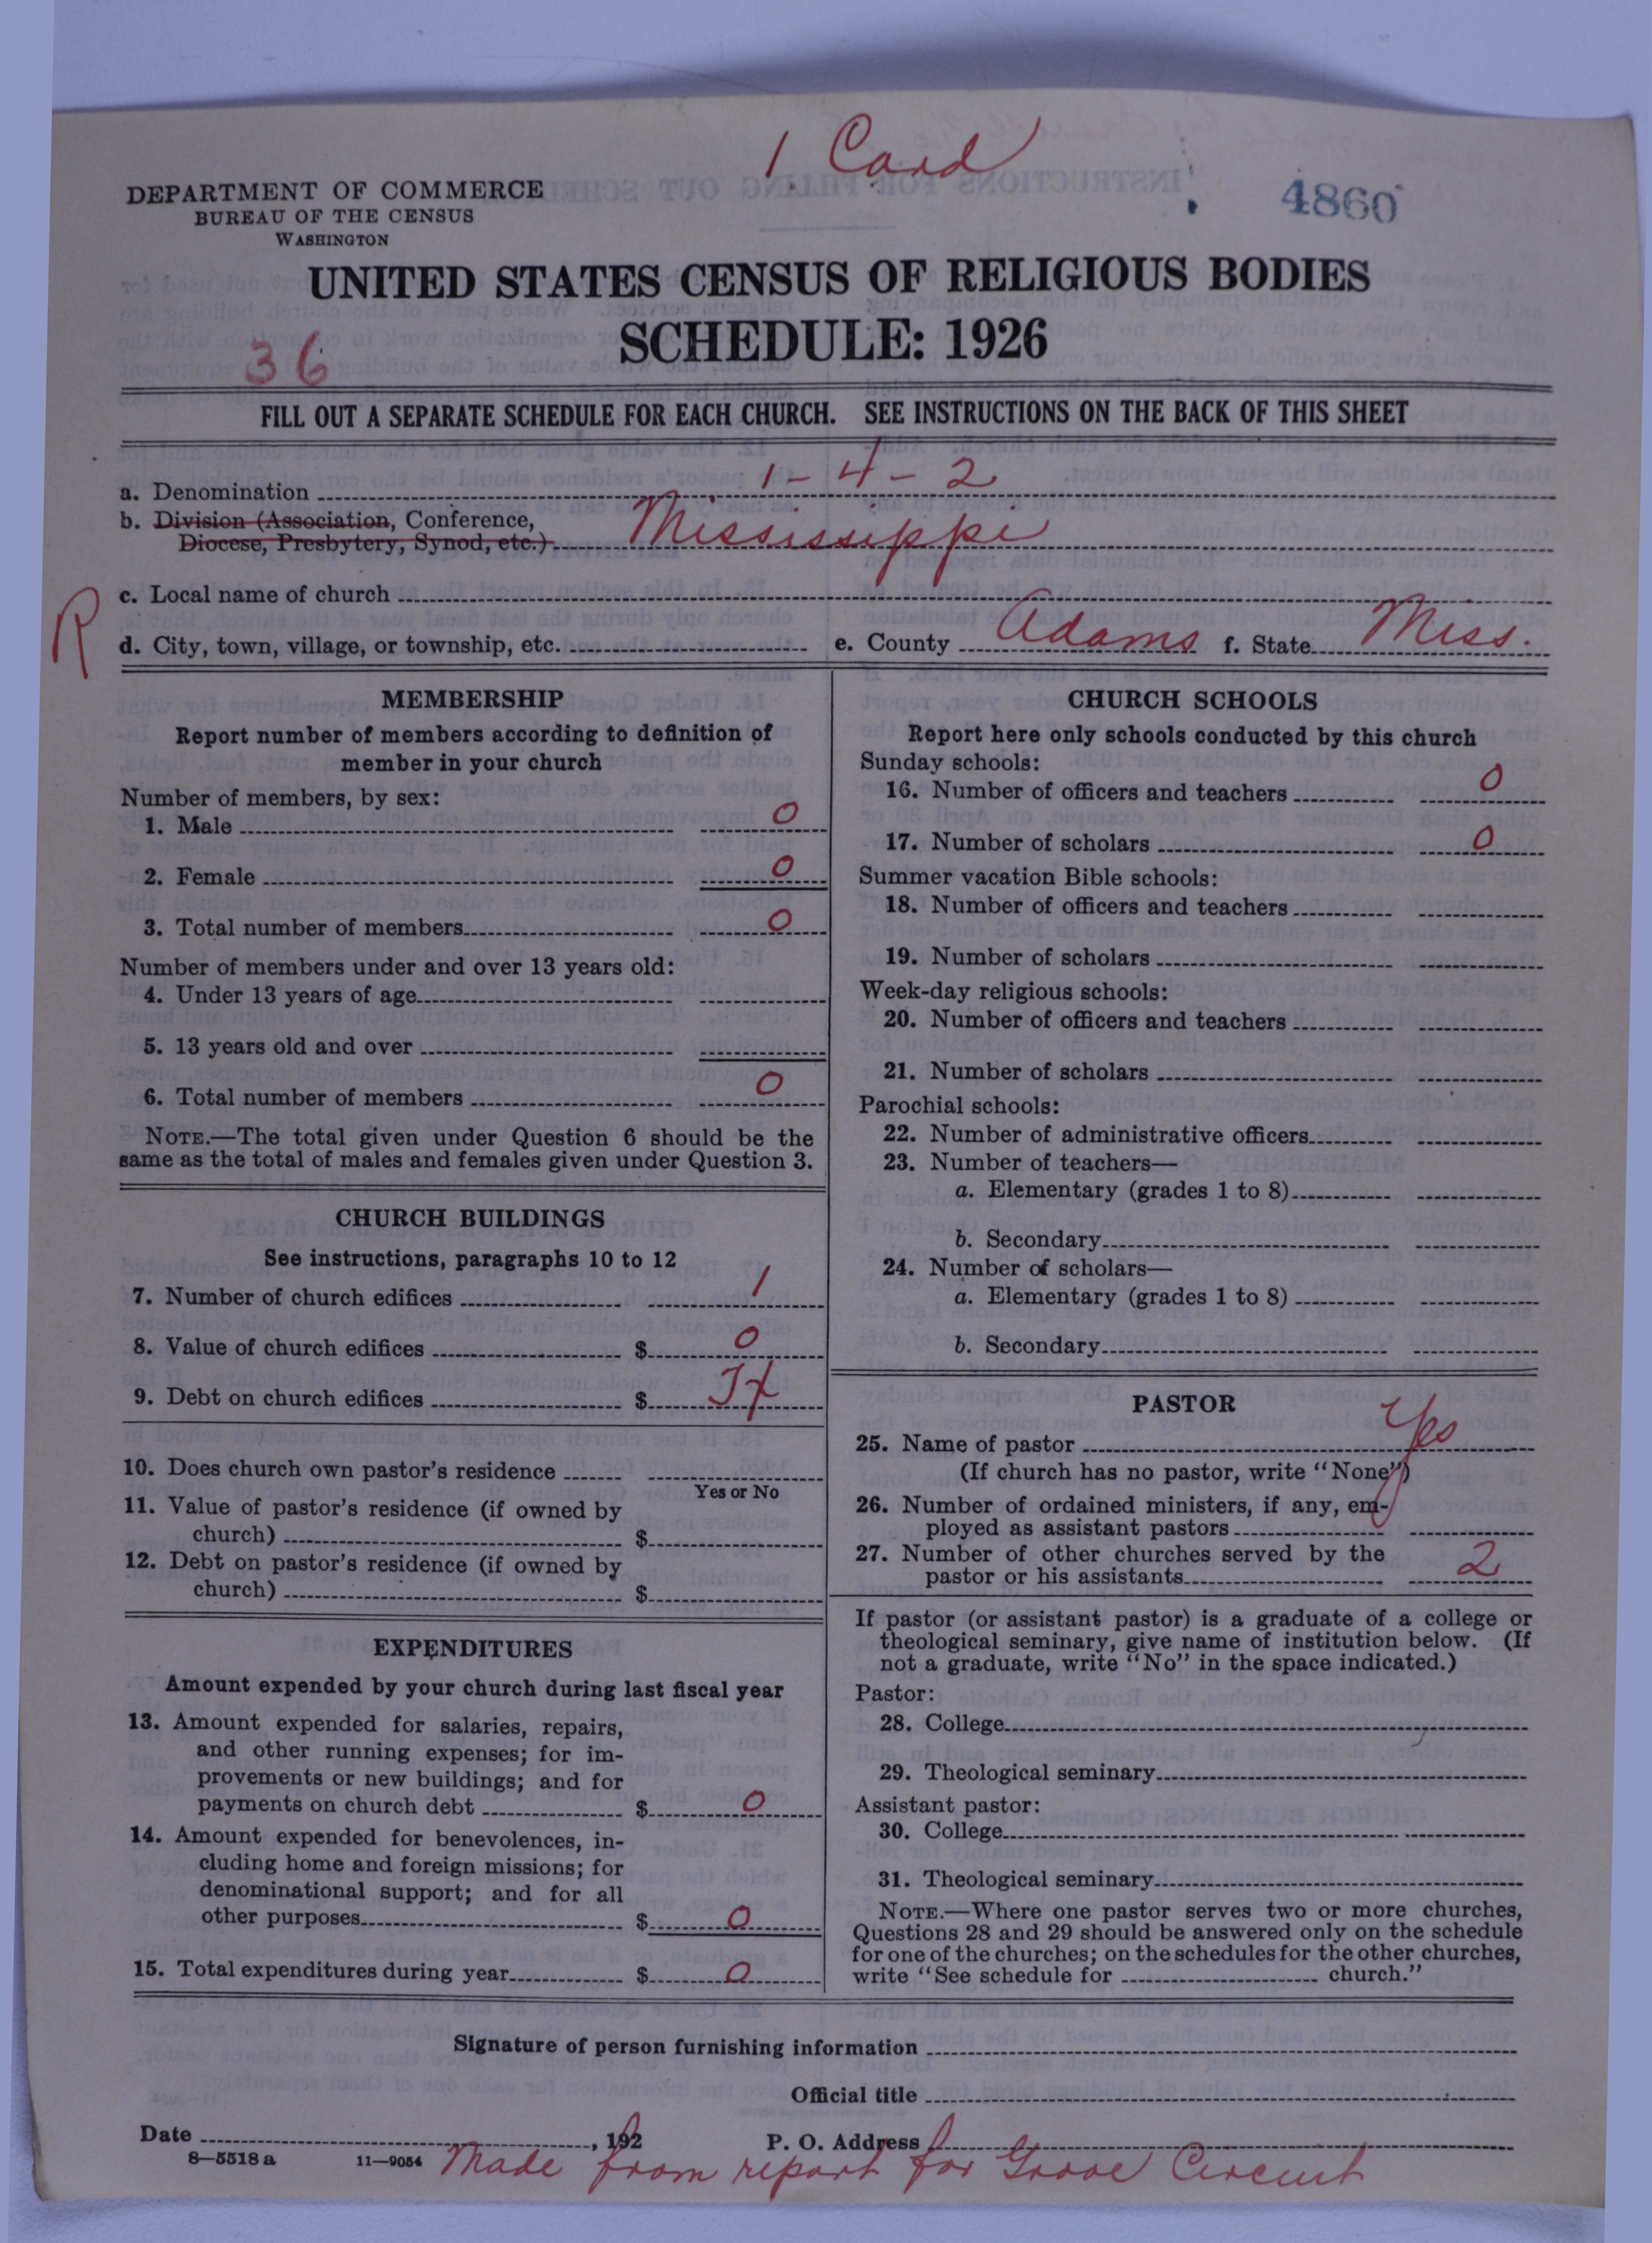 1 Card
4860
DEPARTMENT OF COMMERCE
BUREAU OF THE CENSUS
WASHINGTON
UNITED STATES CENSUS OF RELIGIOUS BODIES
SCHEDULE: 1926
36
FILL OUT A SEPARATE SCHEDULE FOR EACH CHURCH. SEE INSTRUCTIONS ON THE BACK OF THIS SHEET
a. Denomination 1-4-2
b. Division (Association, Conference,
Diocese, Presbytery, Synod, etc.) Mississippi
c. Local name of church
R
d. City, town, village, or township, etc. e. County Adams f. State Miss.
MEMBERSHIP
Report number of members according to definition of
member in your church
Number of members, by sex:
1. Male 0
2. Female 0
3. Total number of members 0
Number of members under and over 13 years old:
4. Under 13 years of age
5. 13 years old and over
6. Total number of members 0
NOTE.—The total given under Question 6 should be the
same as the total of males and females given under Question 3.
CHURCH BUILDINGS
See instructions, paragraphs 10 to 12
7. Number of church edifices 1
8. Value of church edifices $ 0
9. Debt on church edifices $
10. Does church own pastor's residence
Yes or No
11. Value of pastor's residence (if owned by
church) $
12. Debt on pastor's residence (if owned by
church) $
EXPENDITURES
Amount expended by your church during last fiscal year
13. Amount expended for salaries, repairs,
and other running expenses; for im-
provements or new buildings; and for
payments on church debt $ 0
14. Amount expended for benevolences, in-
cluding home and foreign missions; for
denominational support; and for all
other purposes $ 0
15. Total expenditures during year $ 0
CHURCH SCHOOLS
Report here only schools conducted by this church
Sunday schools:
16. Number of officers and teachers 0
17. Number of scholars 0
Summer vacation Bible schools:
18. Number of officers and teachers
19. Number of scholars
Week-day religious schools:
20. Number of officers and teachers
21. Number of scholars
Parochial schools:
22. Number of administrative officers
23. Number of teachers—
a. Elementary (grades 1 to 8)
b. Secondary
24. Number of scholars—
a. Elementary (grades 1 to 8)
b. Secondary
PASTOR
25. Name of pastor Yes
(If church has no pastor, write "None")
26. Number of ordained ministers, if any, em-
ployed as assistant pastors
27. Number of other churches served by the
pastor or his assistants 2
If pastor (or assistant pastor) is a graduate of a college or
theological seminary, give name of institution below. (If
not a graduate, write "No" in the space indicated.)
Pastor:
28. College
29. Theological seminary
Assistant pastor:
30. College
31. Theological seminary
NOTE.—Where one pastor serves two or more churches,
Questions 28 and 29 should be answered only on the schedule
for one of the churches; on the schedules for the other churches,
write "See schedule for church."
Signature of person furnishing information
Official title
Date , 192 P. O. Address
8—5518 a 11—9054
Made from report for Grove Circuit